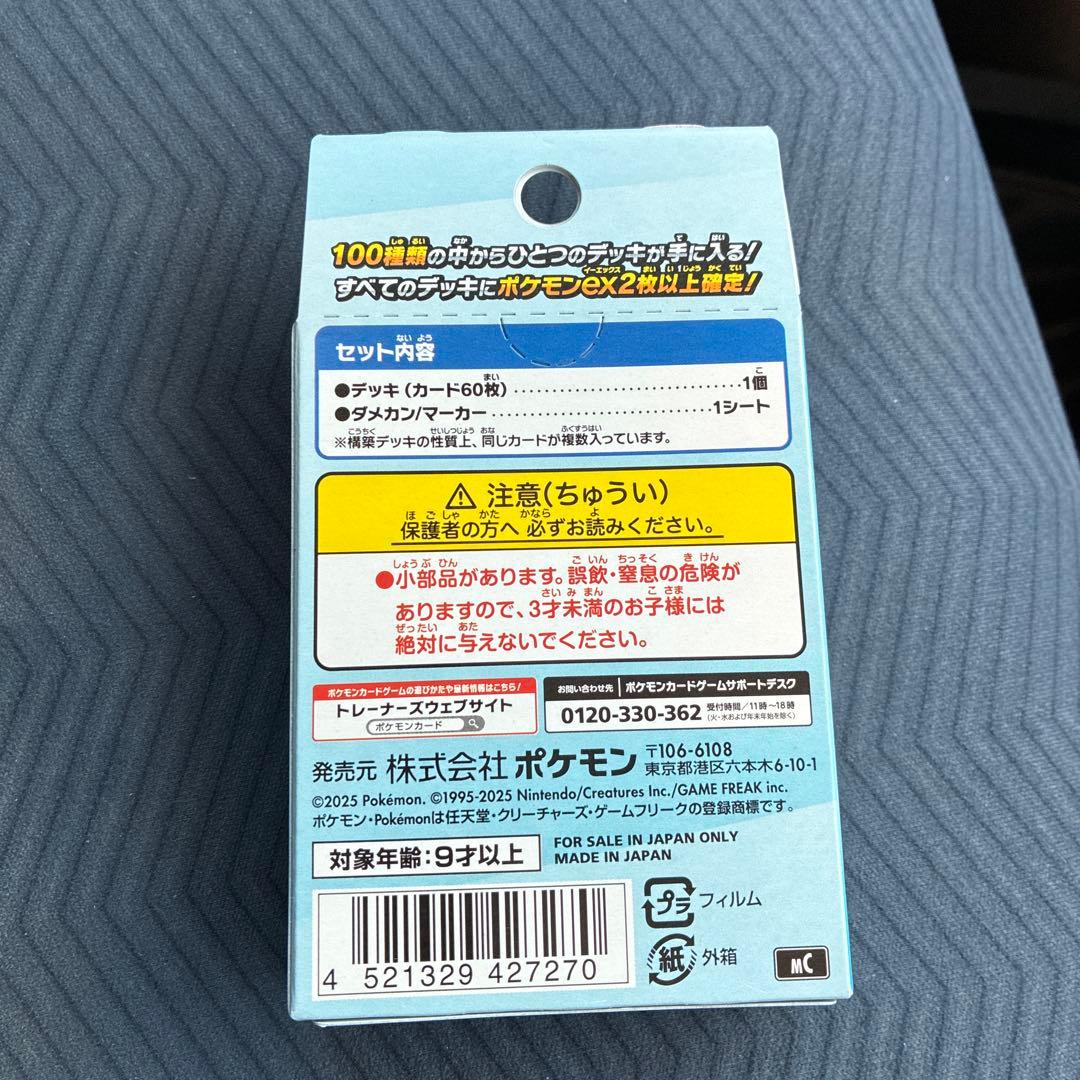 100種類の中からひとつのデッキが手に入る!
すべてのデッキにポケモンex2枚以上確定!
セット内容
●デッキ(カード60枚)..............................1個
●ダメカン/マーカー..............................1シート
※構築デッキの性質上、同じカードが複数入っています。
⚠ 注意(ちゅうい)
保護者の方へ 必ずお読みください。
●小部品があります。誤飲・窒息の危険が
ありますので、3才未満のお子様には
絶対に与えないでください。
ポケモンカードゲームの遊びかたや最新情報はこちら!
トレーナーズウェブサイト
ポケモンカード
お問い合わせ先 ポケモンカードゲームサポートデスク
0120-330-362 受付時間/11時~18時
(火・水および年末年始を除く)
発売元 株式会社 ポケモン 〒106-6108
東京都港区六本木6-10-1
©2025 Pokémon. ©1995-2025 Nintendo/Creatures Inc./GAME FREAK inc.
ポケモン・Pokémonは任天堂・クリーチャーズ・ゲームフリークの登録商標です。
対象年齢:9才以上
FOR SALE IN JAPAN ONLY
MADE IN JAPAN
プラ フィルム
紙 外箱
MC
4 521329 427270